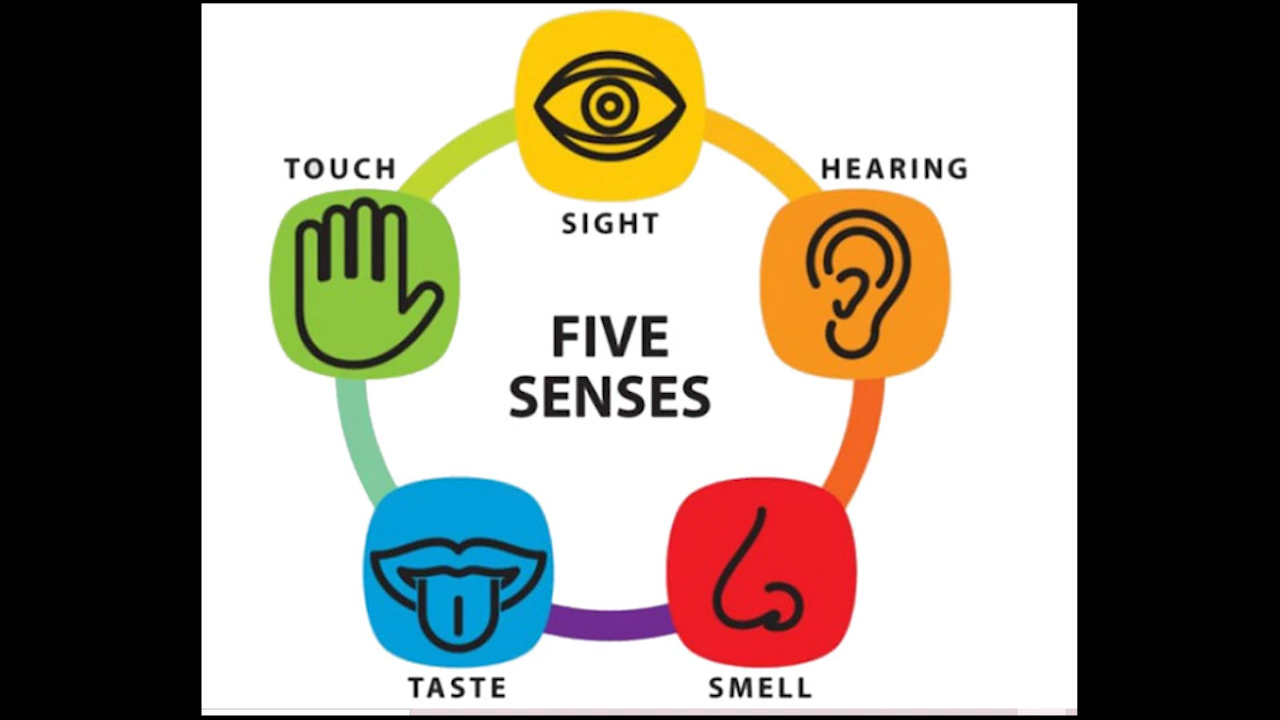 TOUCH
HEARING
SIGHT
FIVE
SENSES
TASTE
SMELL